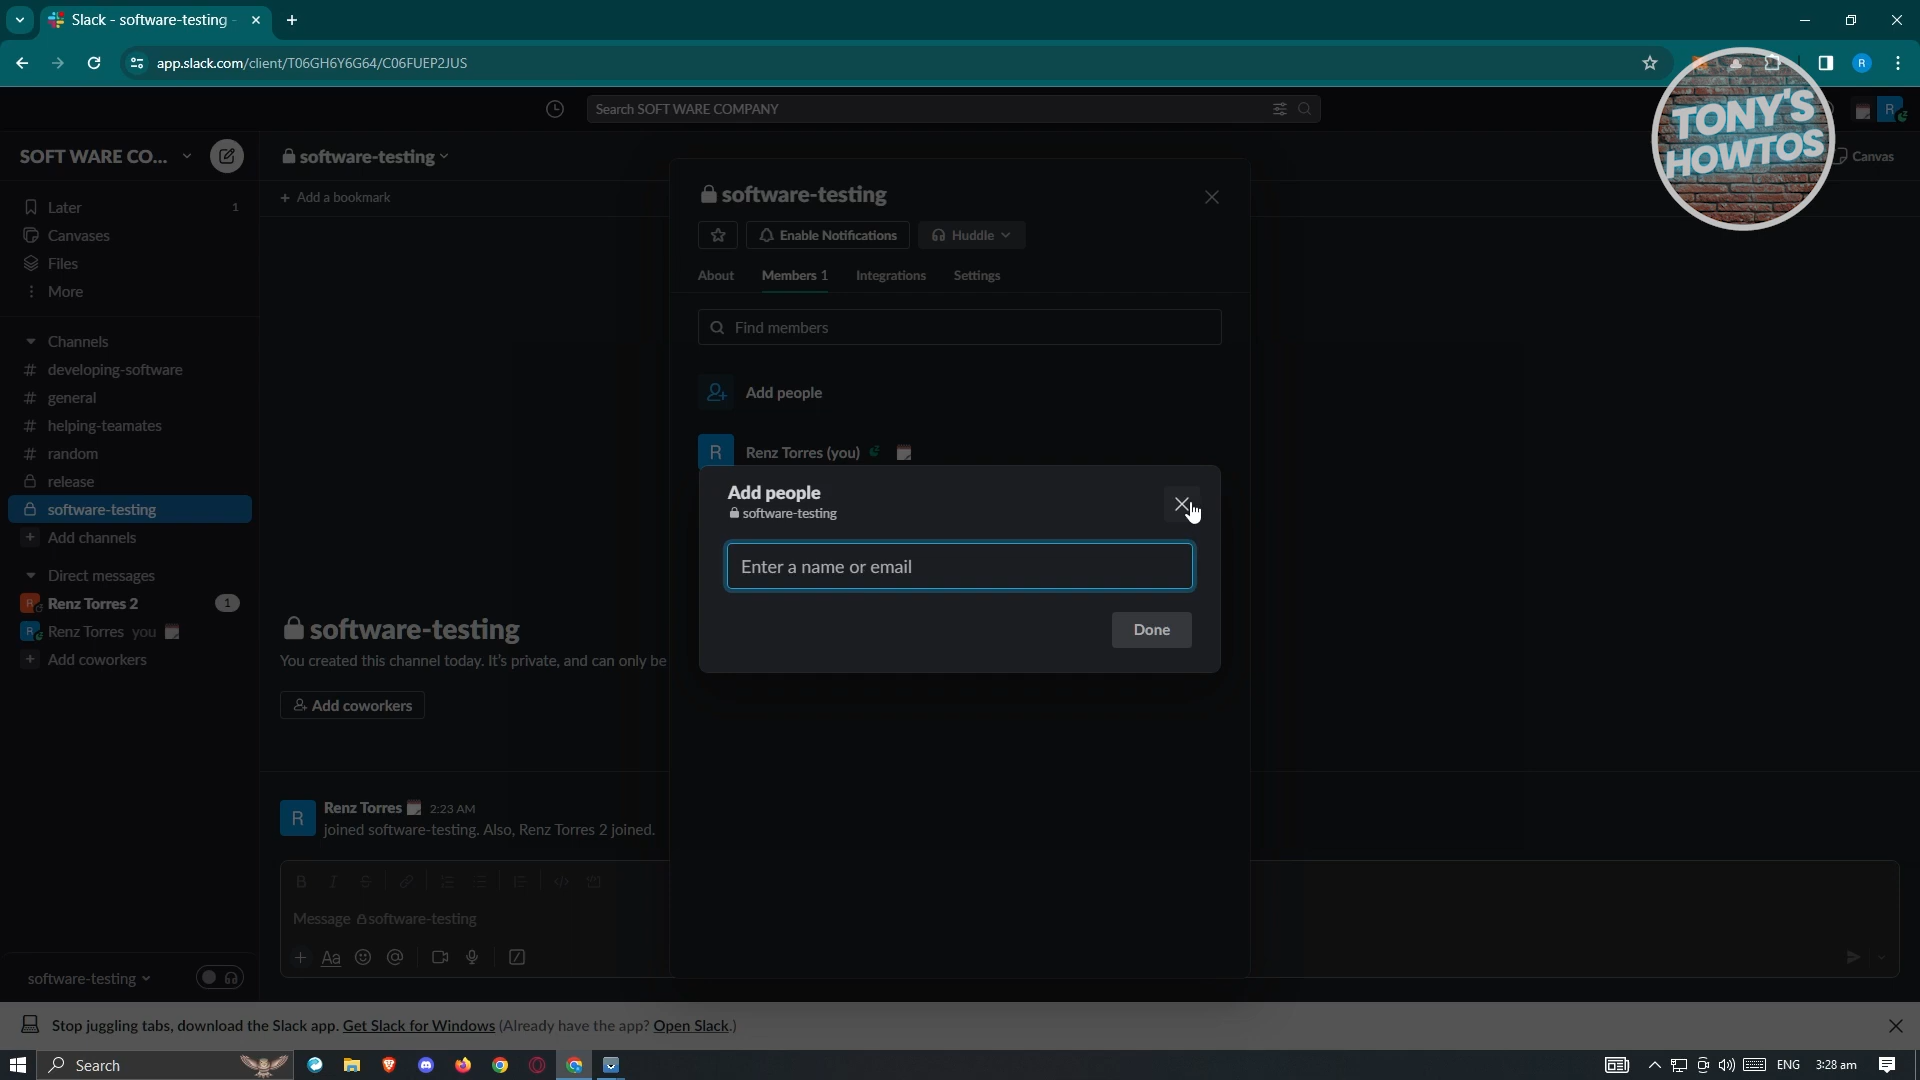 Slack - software-testing -
app.slack.com/client/T06GH6Y6G64/C06FUEP2JUS
R
Search SOFT WARE COMPANY
R
TONY'S
HOWTOS
SOFT WARE CO...
software-testing
Canvas
Add a bookmark
Later 1
Canvases
Files
More
Channels
# developing-software
# general
# helping-teamates
# random
release
software-testing
+ Add channels
Direct messages
R Renz Torres 2 1
R Renz Torres you
+ Add coworkers
software-testing
software-testing
You created this channel today. It's private, and can only be
Add coworkers
R
Renz Torres 2:23 AM
joined software-testing. Also, Renz Torres 2 joined.
B I S
Message software-testing
+ Aa @
software-testing
Enable Notifications
Huddle
About Members 1 Integrations Settings
Find members
Add people
R Renz Torres (you)
Add people
software-testing
Enter a name or email
Done
Stop juggling tabs, download the Slack app. Get Slack for Windows (Already have the app? Open Slack.)
Search
ENG 3:28 am